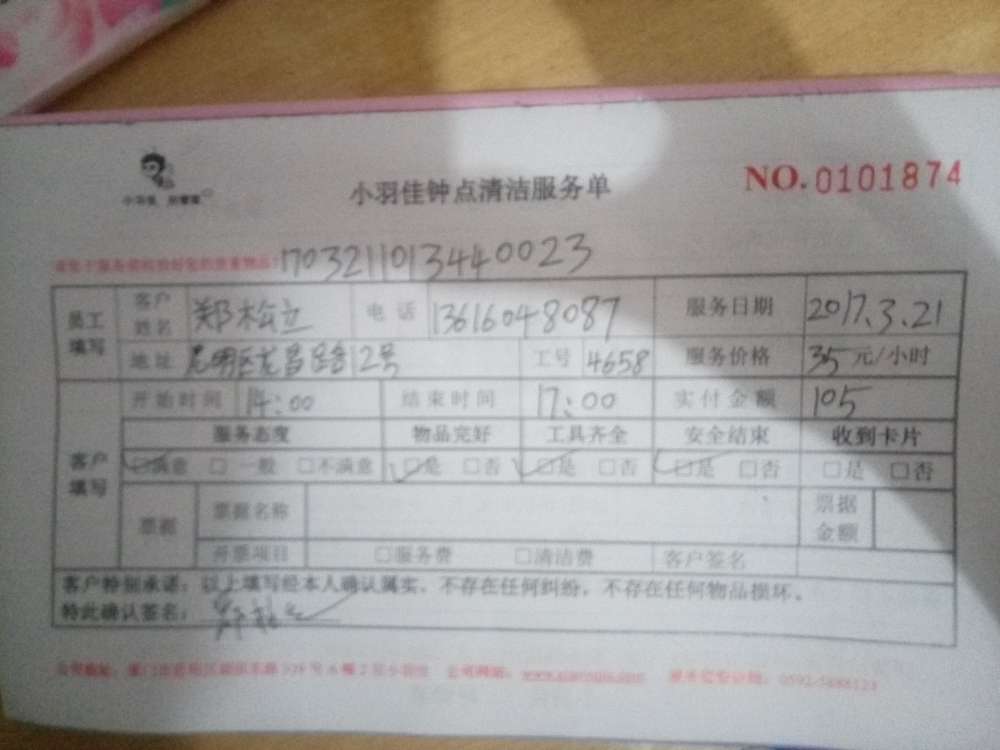 小羽佳钟点清洁服务单
NO.0101874
1703211013440023
员工填写 客户姓名 郑松立 电话 13616048087 服务日期 2017.3.21
地址 2号 工号 4658 服务价格 35元/小时
客户填写 开始时间 14:00 结束时间 17:00 实付金额 105
服务态度 物品完好 工具齐全 安全结束 收到卡片
☑满意 □一般 □不满意 ☑是 □否 ☑是 □否 ☑是 □否 □是 □否
票据 票据名称 票据金额
开票项目 □服务费 □清洁费 客户签名
客户特别承诺：以上填写经本人确认属实，不存在任何纠纷，不存在任何物品损坏。
特此确认签名：